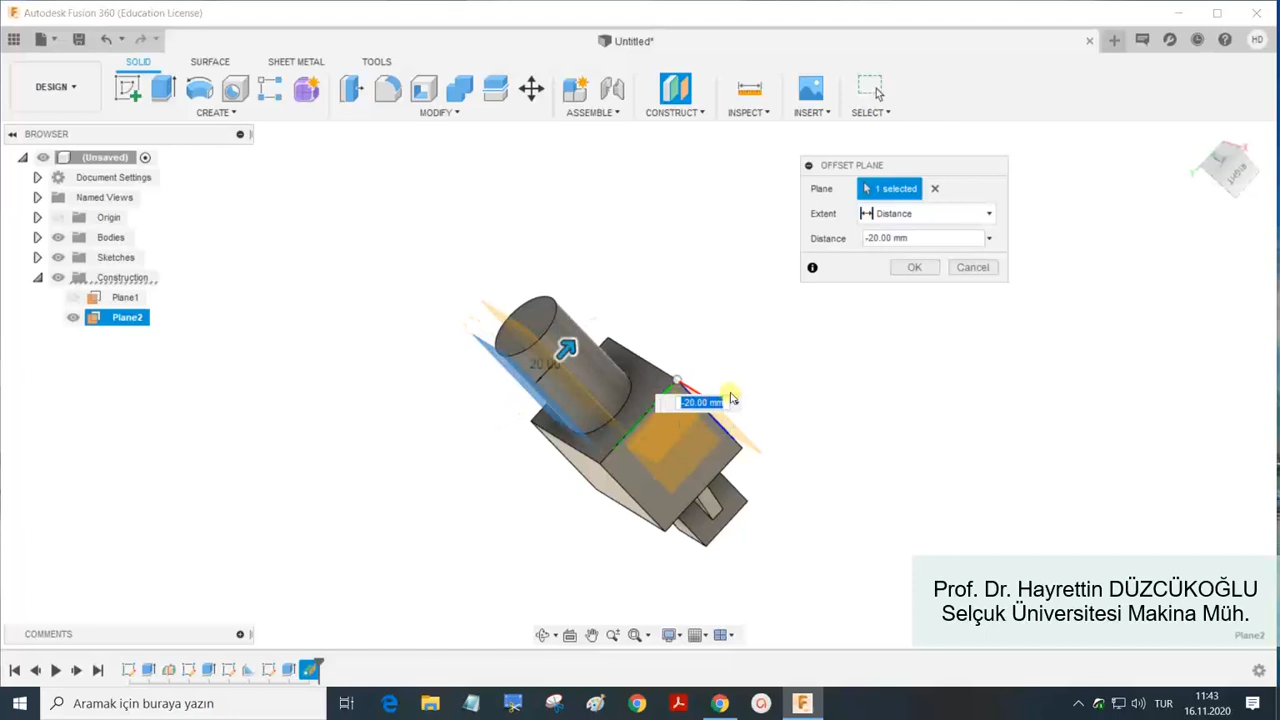 Autodesk Fusion 360 (Education License)
Untitled*
HD
DESIGN
SOLID
SURFACE
SHEET METAL
TOOLS
CREATE
MODIFY
ASSEMBLE
CONSTRUCT
INSPECT
INSERT
SELECT
BROWSER
(Unsaved)
Document Settings
Named Views
Origin
Bodies
Sketches
Construction
Plane1
Plane2
OFFSET PLANE
Plane
1 selected
Extent
Distance
Distance
-20.00 mm
OK
Cancel
20.00
-20.00 mm
Prof. Dr. Hayrettin DÜZCÜKOĞLU
Selçuk Üniversitesi Makina Müh.
Plane2
COMMENTS
Aramak için buraya yazın
TUR
11:43
16.11.2020